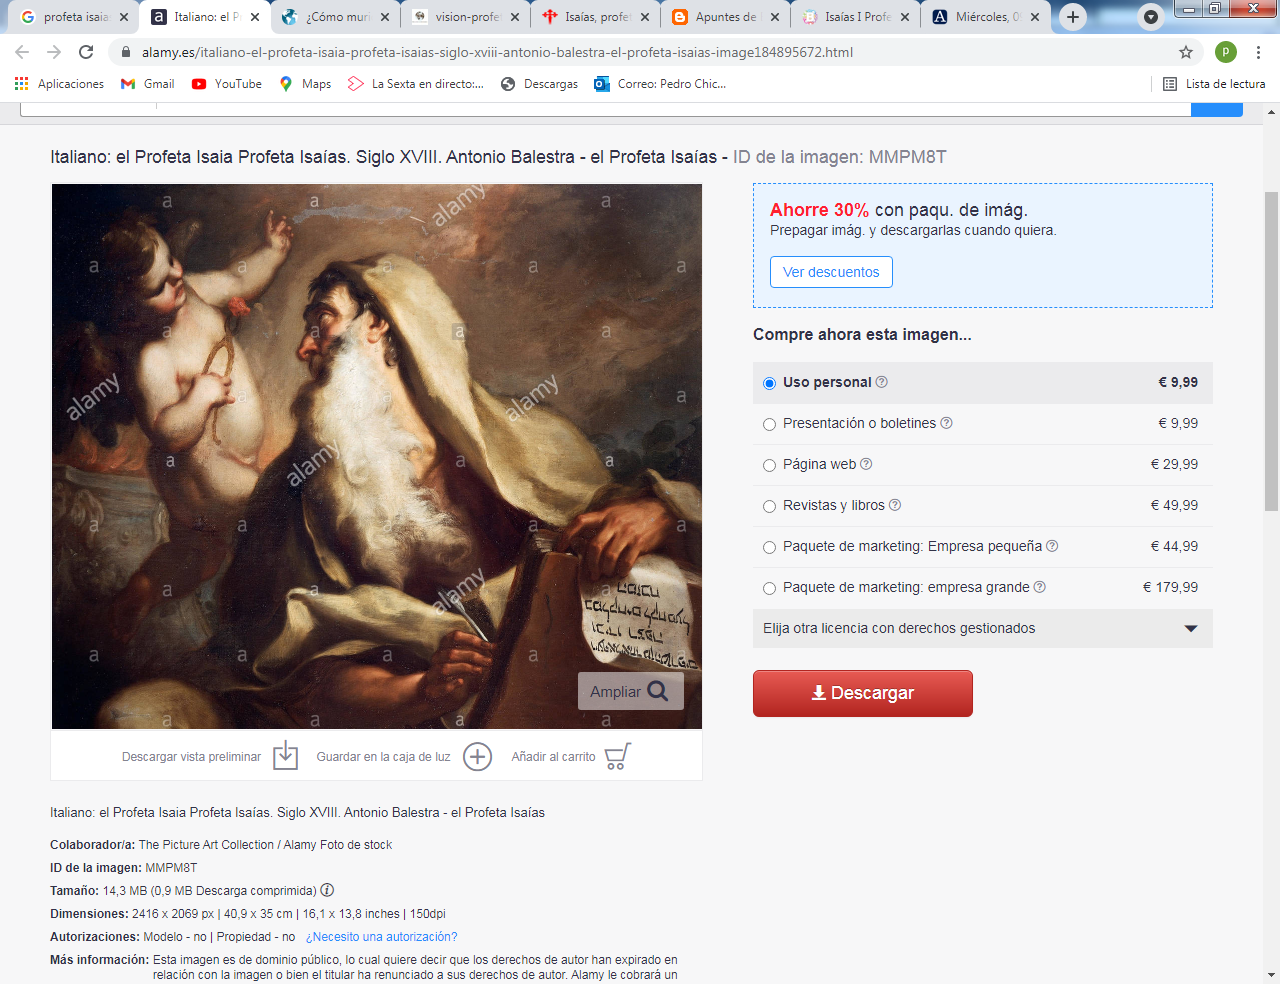 profeta isaías
Italiano: el P
¿Cómo muri
vision-profet
Isaías, profet
Apuntes de
Isaías I Profe
Miércoles, 0
alamy.es/italiano-el-profeta-isaia-profeta-isaias-siglo-xviii-antonio-balestra-el-profeta-isaias-image184895672.html
P
Aplicaciones
Gmail
YouTube
Maps
La Sexta en directo:...
Descargas
Correo: Pedro Chic...
Lista de lectura
Italiano: el Profeta Isaia Profeta Isaías. Siglo XVIII. Antonio Balestra - el Profeta Isaías - ID de la imagen: MMPM8T
alamy
alamy
alamy
alamy
alamy
Ampliar
Descargar vista preliminar
Guardar en la caja de luz
Añadir al carrito
Ahorre 30% con paqu. de imág.
Prepagar imág. y descargarlas cuando quiera.
Ver descuentos
Compre ahora esta imagen...
Uso personal € 9,99
Presentación o boletines € 9,99
Página web € 29,99
Revistas y libros € 49,99
Paquete de marketing: Empresa pequeña € 44,99
Paquete de marketing: empresa grande € 179,99
Elija otra licencia con derechos gestionados
Descargar
Italiano: el Profeta Isaia Profeta Isaías. Siglo XVIII. Antonio Balestra - el Profeta Isaías
Colaborador/a: The Picture Art Collection / Alamy Foto de stock
ID de la imagen: MMPM8T
Tamaño: 14,3 MB (0,9 MB Descarga comprimida)
Dimensiones: 2416 x 2069 px | 40,9 x 35 cm | 16,1 x 13,8 inches | 150dpi
Autorizaciones: Modelo - no | Propiedad - no ¿Necesito una autorización?
Más información: Esta imagen es de dominio público, lo cual quiere decir que los derechos de autor han expirado en
relación con la imagen o bien el titular ha renunciado a sus derechos de autor. Alamy le cobrará un